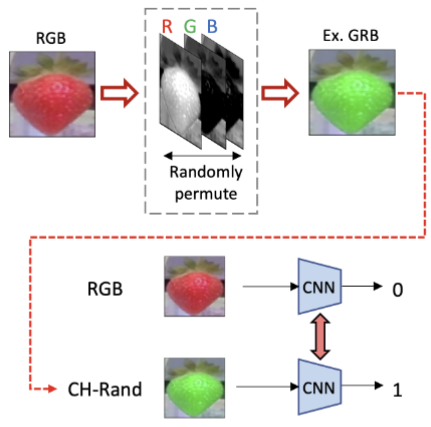 RGB
R G B
Ex. GRB
Randomly
permute
RGB
CNN
0
CH-Rand
CNN
1